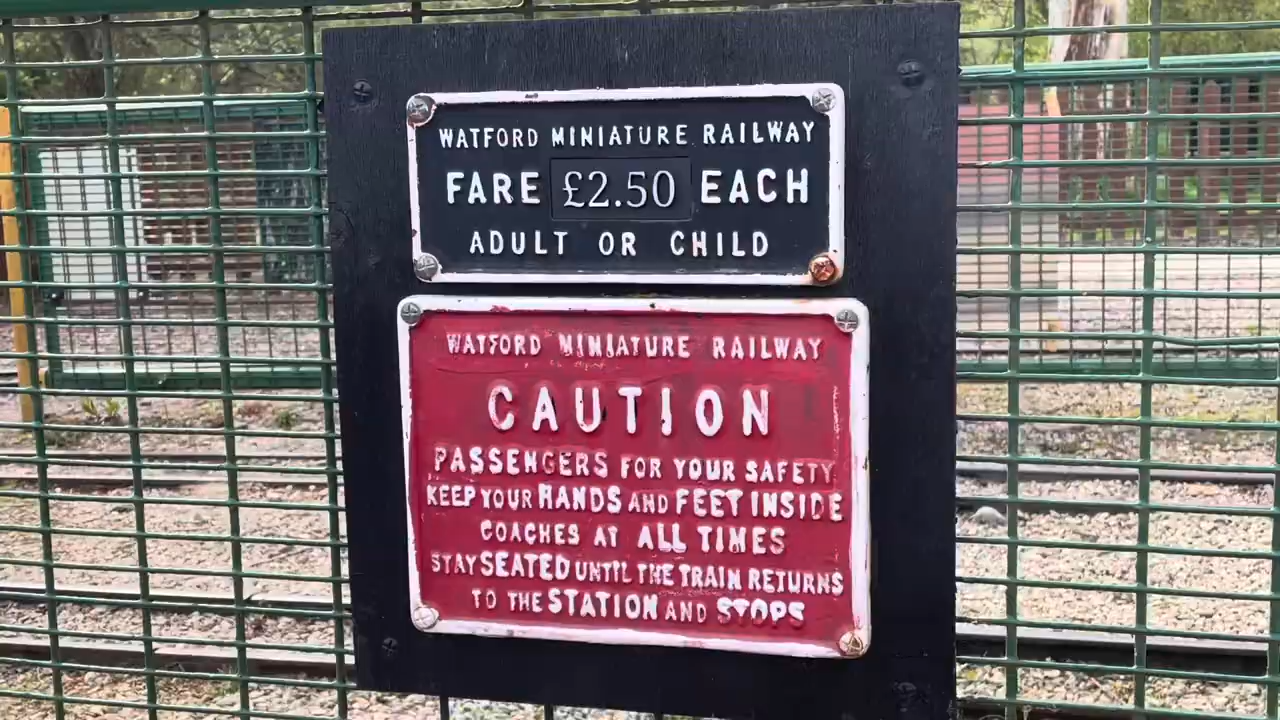 WATFORD MINIATURE RAILWAY
FARE £2.50 EACH
ADULT OR CHILD
WATFORD MINIATURE RAILWAY
CAUTION
PASSENGERS FOR YOUR SAFETY
KEEP YOUR HANDS AND FEET INSIDE
COACHES AT ALL TIMES
STAY SEATED UNTIL THE TRAIN RETURNS
TO THE STATION AND STOPS